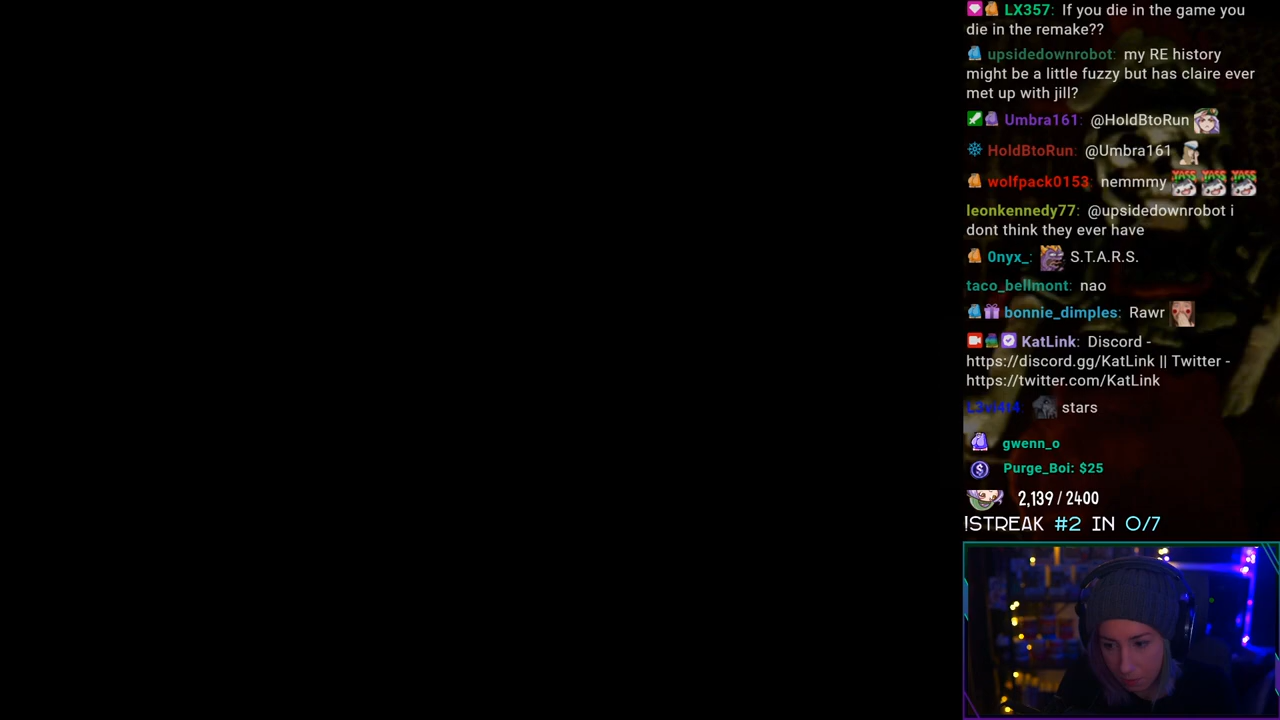 LX357: If you die in the game you
die in the remake??
upsidedownrobot: my RE history
might be a little fuzzy but has claire ever
met up with jill?
Umbra161: @HoldBtoRun
HoldBtoRun: @Umbra161
wolfpack0153: nemmmy
leonkennedy77: @upsidedownrobot i
dont think they ever have
0nyx_: S.T.A.R.S.
taco_bellmont: nao
bonnie_dimples: Rawr
KatLink: Discord -
https://discord.gg/KatLink || Twitter -
https://twitter.com/KatLink
stars
gwenn_o
Purge_Boi: $25
2,139 / 2400
!STREAK #2 IN 0/7